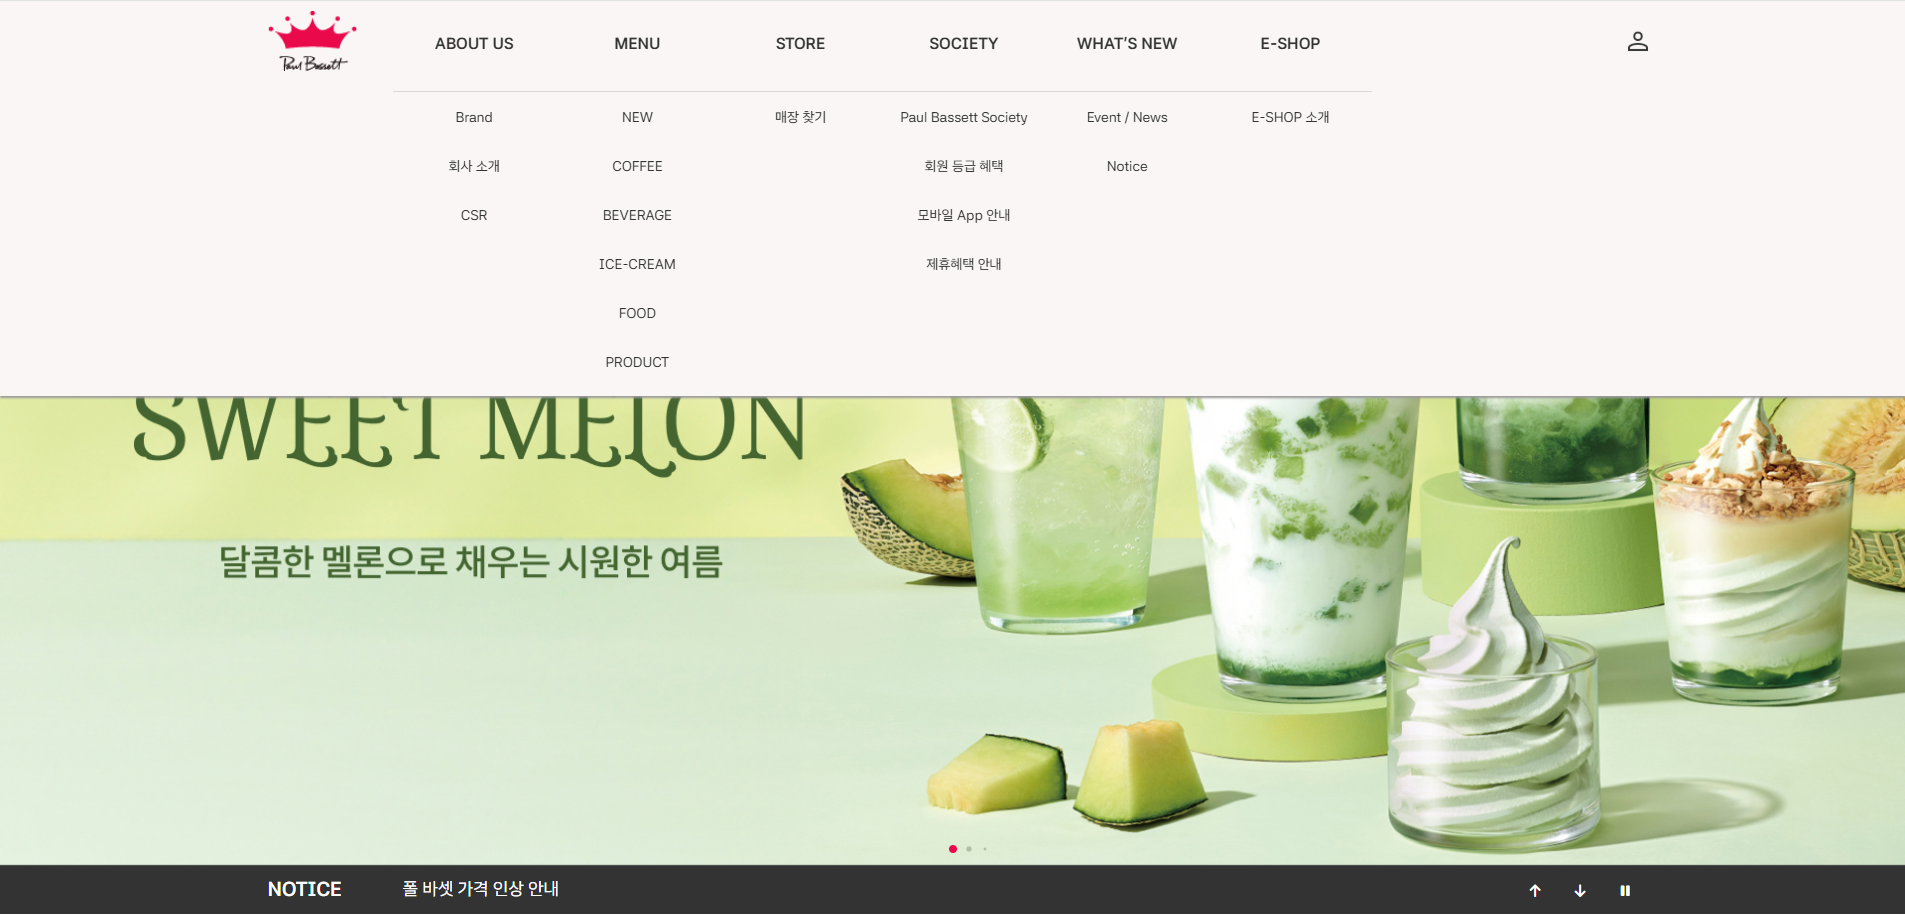 Paul Bassett
ABOUT US
MENU
STORE
SOCIETY
WHAT'S NEW
E-SHOP
Brand
회사 소개
CSR
NEW
COFFEE
BEVERAGE
ICE-CREAM
FOOD
PRODUCT
매장 찾기
Paul Bassett Society
회원 등급 혜택
모바일 App 안내
제휴혜택 안내
Event / News
Notice
E-SHOP 소개
SWEET MELON
달콤한 멜론으로 채우는 시원한 여름
NOTICE
폴 바셋 가격 인상 안내